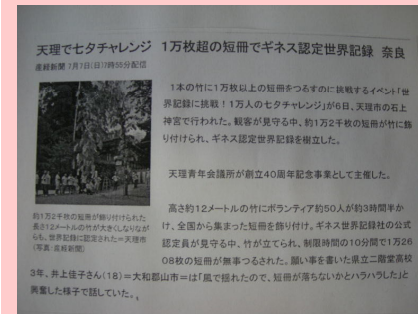 天理で七夕チャレンジ 1万枚超の短冊でギネス認定世界記録 奈良
産経新聞 7月7日(日)7時55分配信
1本の竹に1万枚以上の短冊をつるすのに挑戦するイベント「世
界記録に挑戦！1万人の七夕チャレンジ」が6日、天理市の石上
神宮で行われた。観客が見守る中、約1万2千枚の短冊が竹に飾
り付けられ、ギネス認定世界記録を樹立した。
天理青年会議所が創立40周年記念事業として主催した。
高さ約12メートルの竹にボランティア約50人が約3時間半か
け、全国から集まった短冊を飾り付け。ギネス世界記録社の公式
認定員が見守る中、竹が立てられ、制限時間の10分間で1万26
08枚の短冊が無事つるされた。願い事を書いた県立二階堂高校
3年、井上佳子さん(18)＝大和郡山市＝は「風で揺れたので、短冊が落ちないかとハラハラした」と
興奮した様子で話していた。
約1万2千枚の短冊が飾り付けられた
長さ12メートルの竹が大きくしなりなが
らも、世界記録に認定された＝天理市
(写真：産経新聞)